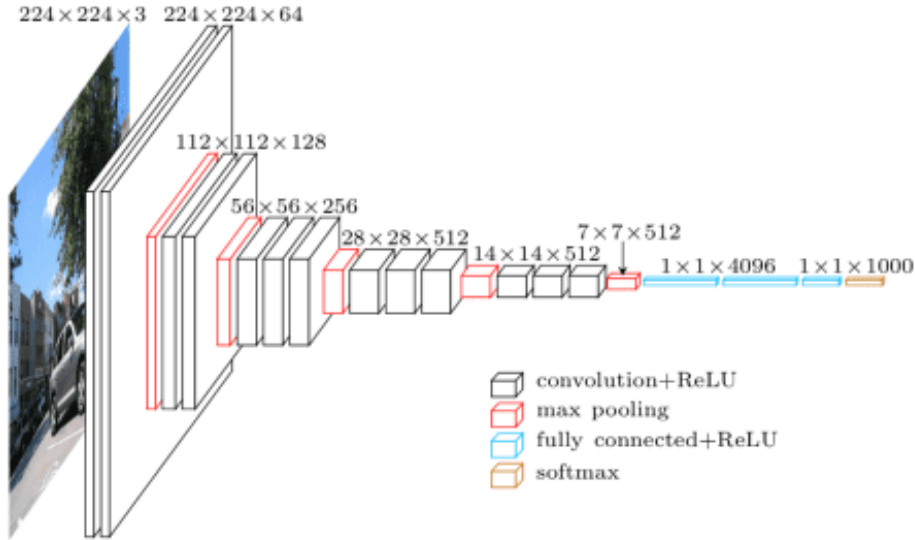 224×224×3
224×224×64
112×112×128
56×56×256
28×28×512
14×14×512
7×7×512
1×1×4096
1×1×1000
convolution+ReLU
max pooling
fully connected+ReLU
softmax